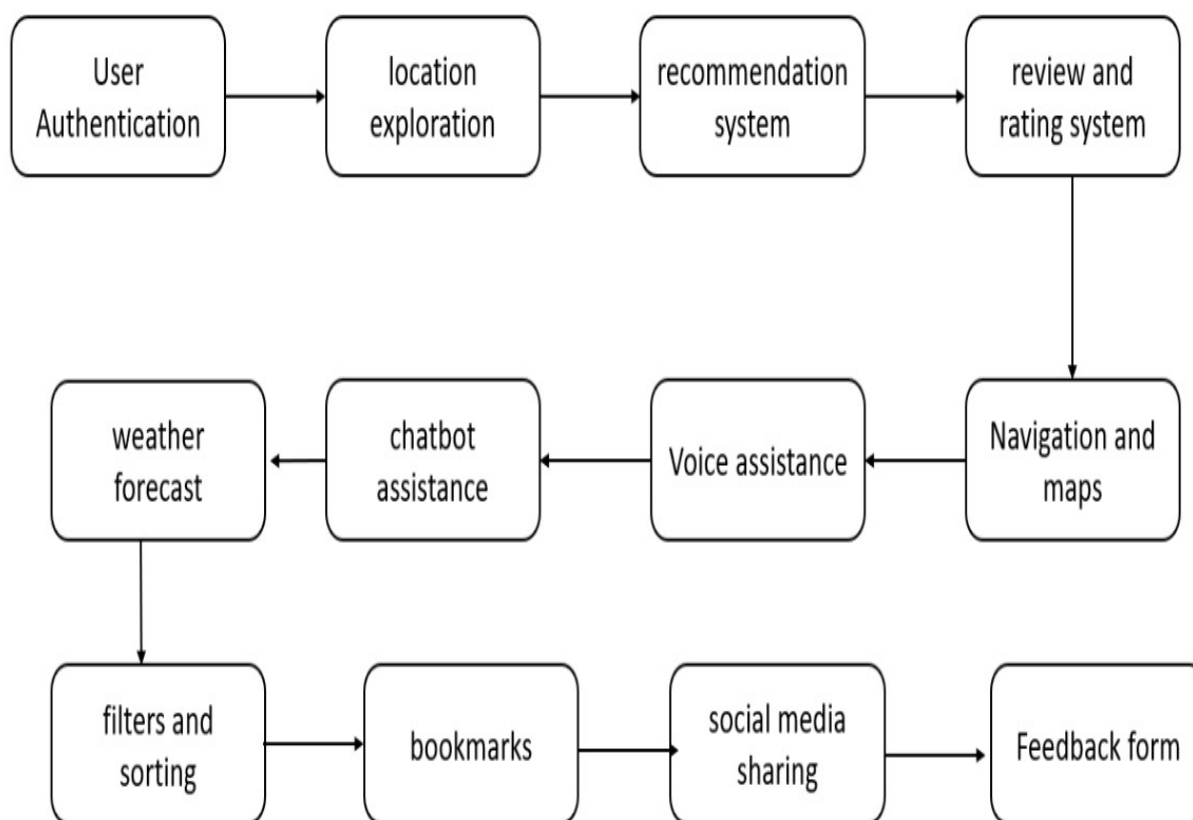 User
Authentication
location
exploration
recommendation
system
review and
rating system
Navigation and
maps
Voice assistance
chatbot
assistance
weather
forecast
filters and
sorting
bookmarks
social media
sharing
Feedback form